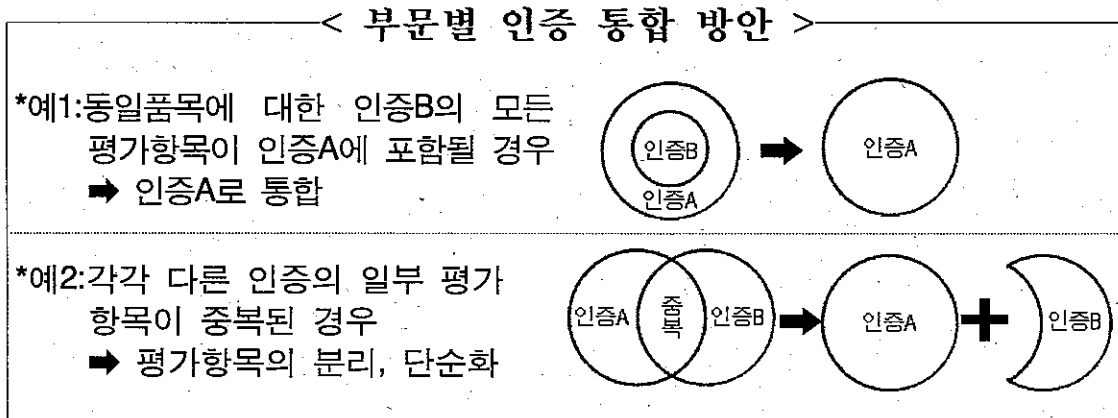 < 부문별 인증 통합 방안 >
*예1:동일품목에 대한 인증B의 모든
평가항목이 인증A에 포함될 경우
➡ 인증A로 통합
인증B
인증A
➡
인증A
*예2:각각 다른 인증의 일부 평가
항목이 중복된 경우
➡ 평가항목의 분리, 단순화
인증A 중복 인증B ➡ 인증A + 인증B